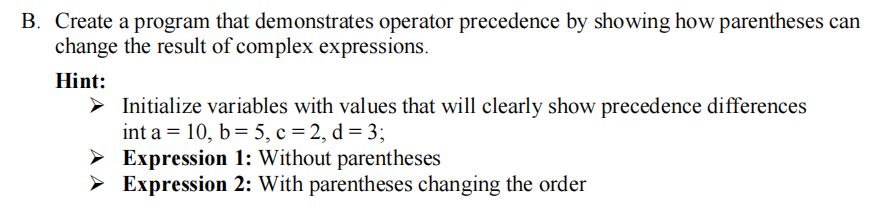 B. Create a program that demonstrates operator precedence by showing how parentheses can
change the result of complex expressions.
Hint:
➢ Initialize variables with values that will clearly show precedence differences
int a = 10, b = 5, c = 2, d = 3;
➢ Expression 1: Without parentheses
➢ Expression 2: With parentheses changing the order